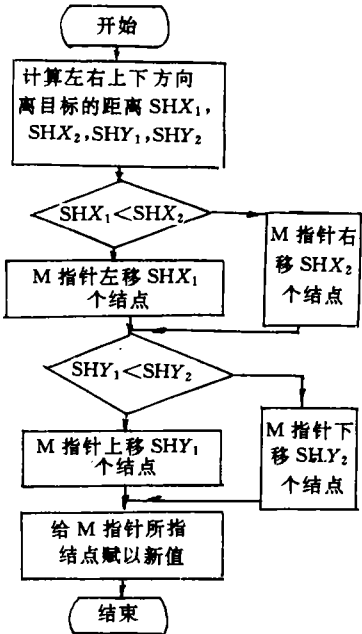 开始
计算左右上下方向
离目标的距离 SHX₁,
SHX₂,SHY₁,SHY₂
SHX₁<SHX₂
M 指针右
移 SHX₂
个结点
M 指针左移 SHX₁
个结点
SHY₁<SHY₂
M 指针下
移 SHY₂
个结点
M 指针上移 SHY₁
个结点
给 M 指针所指
结点赋以新值
结束